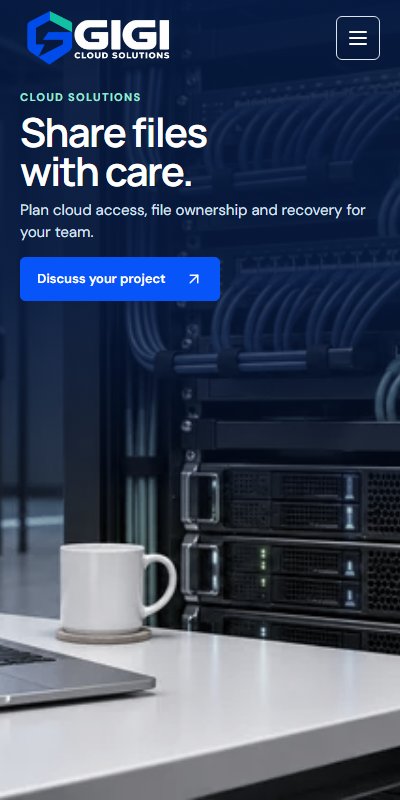 GIGI
CLOUD SOLUTIONS
CLOUD SOLUTIONS
Share files
with care.
Plan cloud access, file ownership and recovery for
your team.
Discuss your project